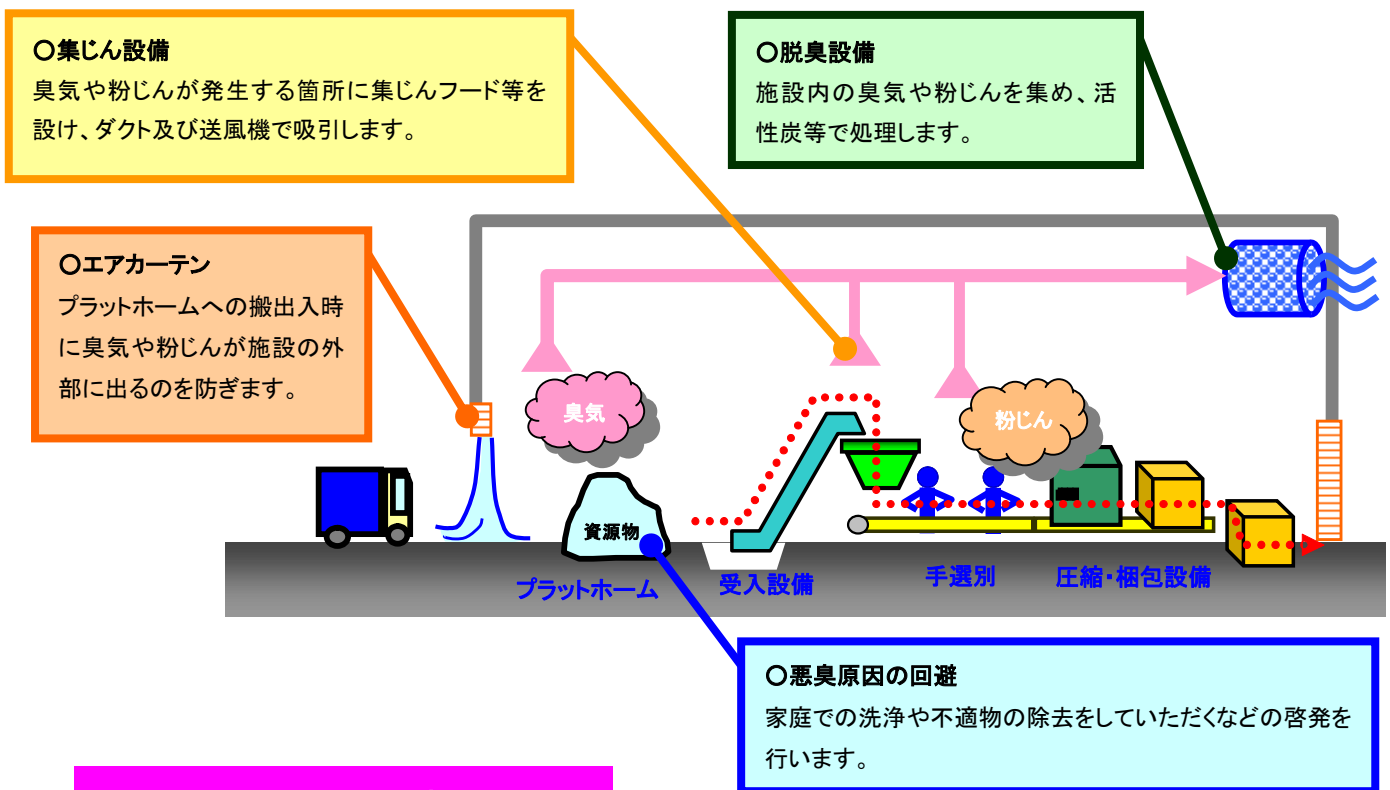 〇集じん設備
臭気や粉じんが発生する箇所に集じんフード等を
設け、ダクト及び送風機で吸引します。
〇脱臭設備
施設内の臭気や粉じんを集め、活
性炭等で処理します。
〇エアカーテン
プラットホームへの搬出入時
に臭気や粉じんが施設の外
部に出るのを防ぎます。
臭気
粉じん
資源物
プラットホーム
受入設備
手選別
圧縮・梱包設備
〇悪臭原因の回避
家庭での洗浄や不適物の除去をしていただくなどの啓発を
行います。